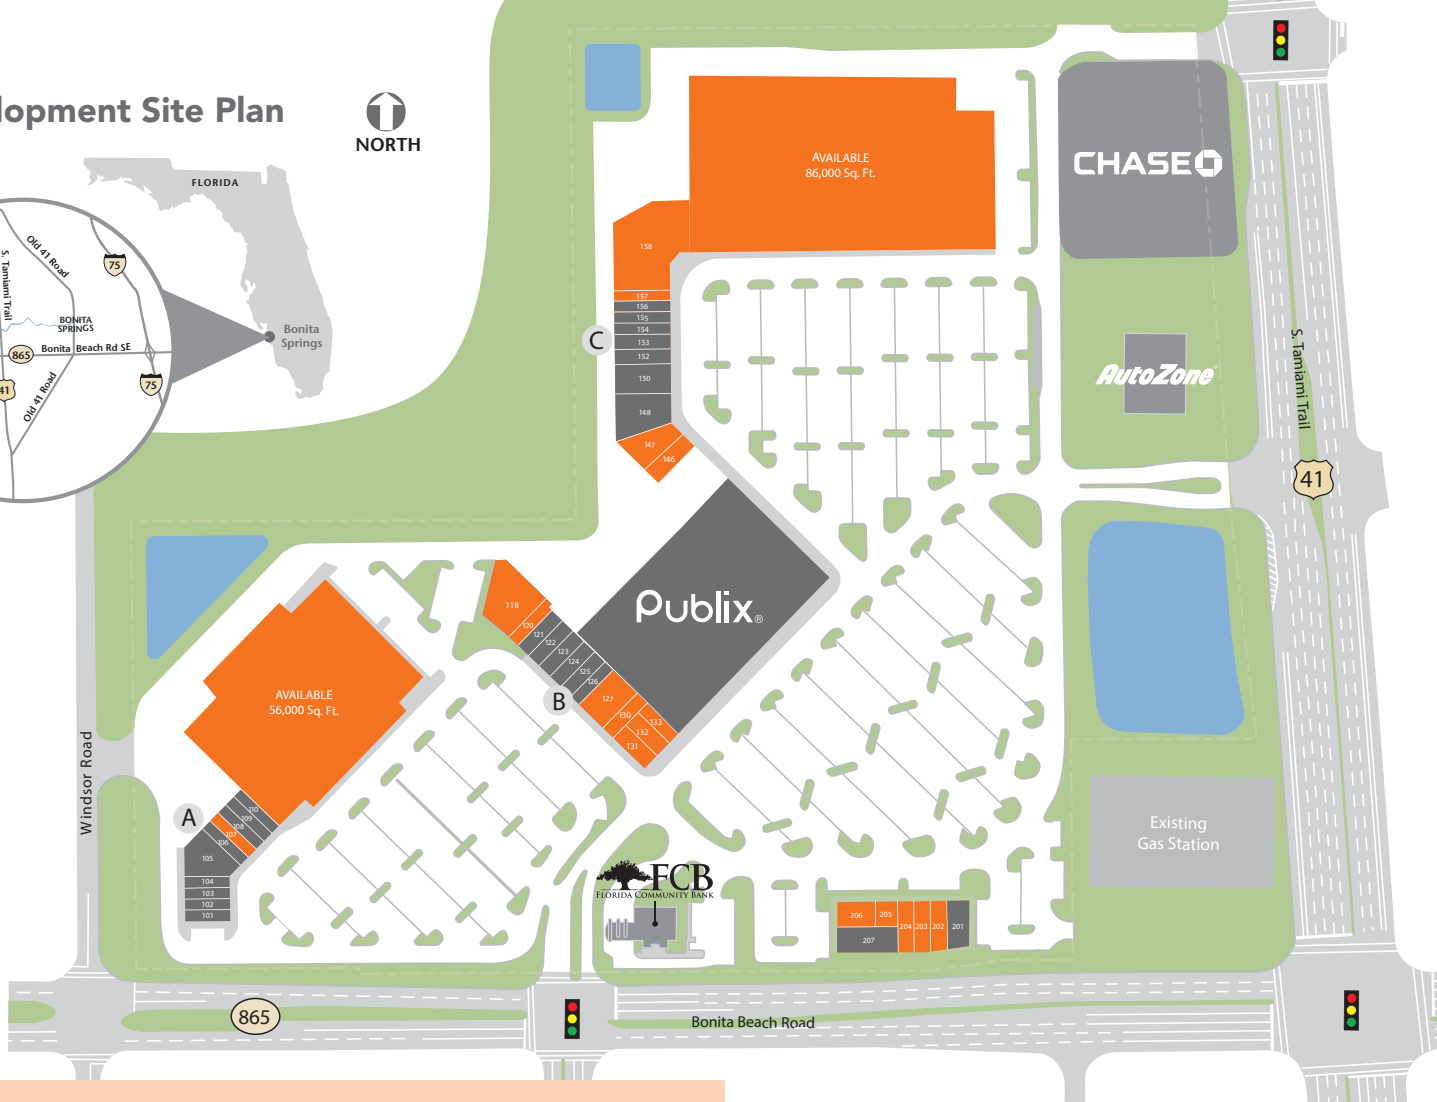 lopment Site Plan
NORTH
FLORIDA
Bonita
Springs
Old 41 Road
S. Tamiami Trail
75
BONITA
SPRINGS
865
Bonita Beach Rd SE
41
Old 41 Road
75
AVAILABLE
86,000 Sq. Ft.
CHASE
158
157
156
155
154
153
152
150
148
147
146
C
AutoZone
S. Tamiami Trail
41
Publix®
118
120
121
122
123
124
125
126
127
130
133
132
131
B
AVAILABLE
56,000 Sq. Ft.
Windsor Road
A
110
109
108
107
106
105
104
103
102
101
Existing
Gas Station
FCB
FLORIDA COMMUNITY BANK
206
205
204
203
202
201
207
865
Bonita Beach Road